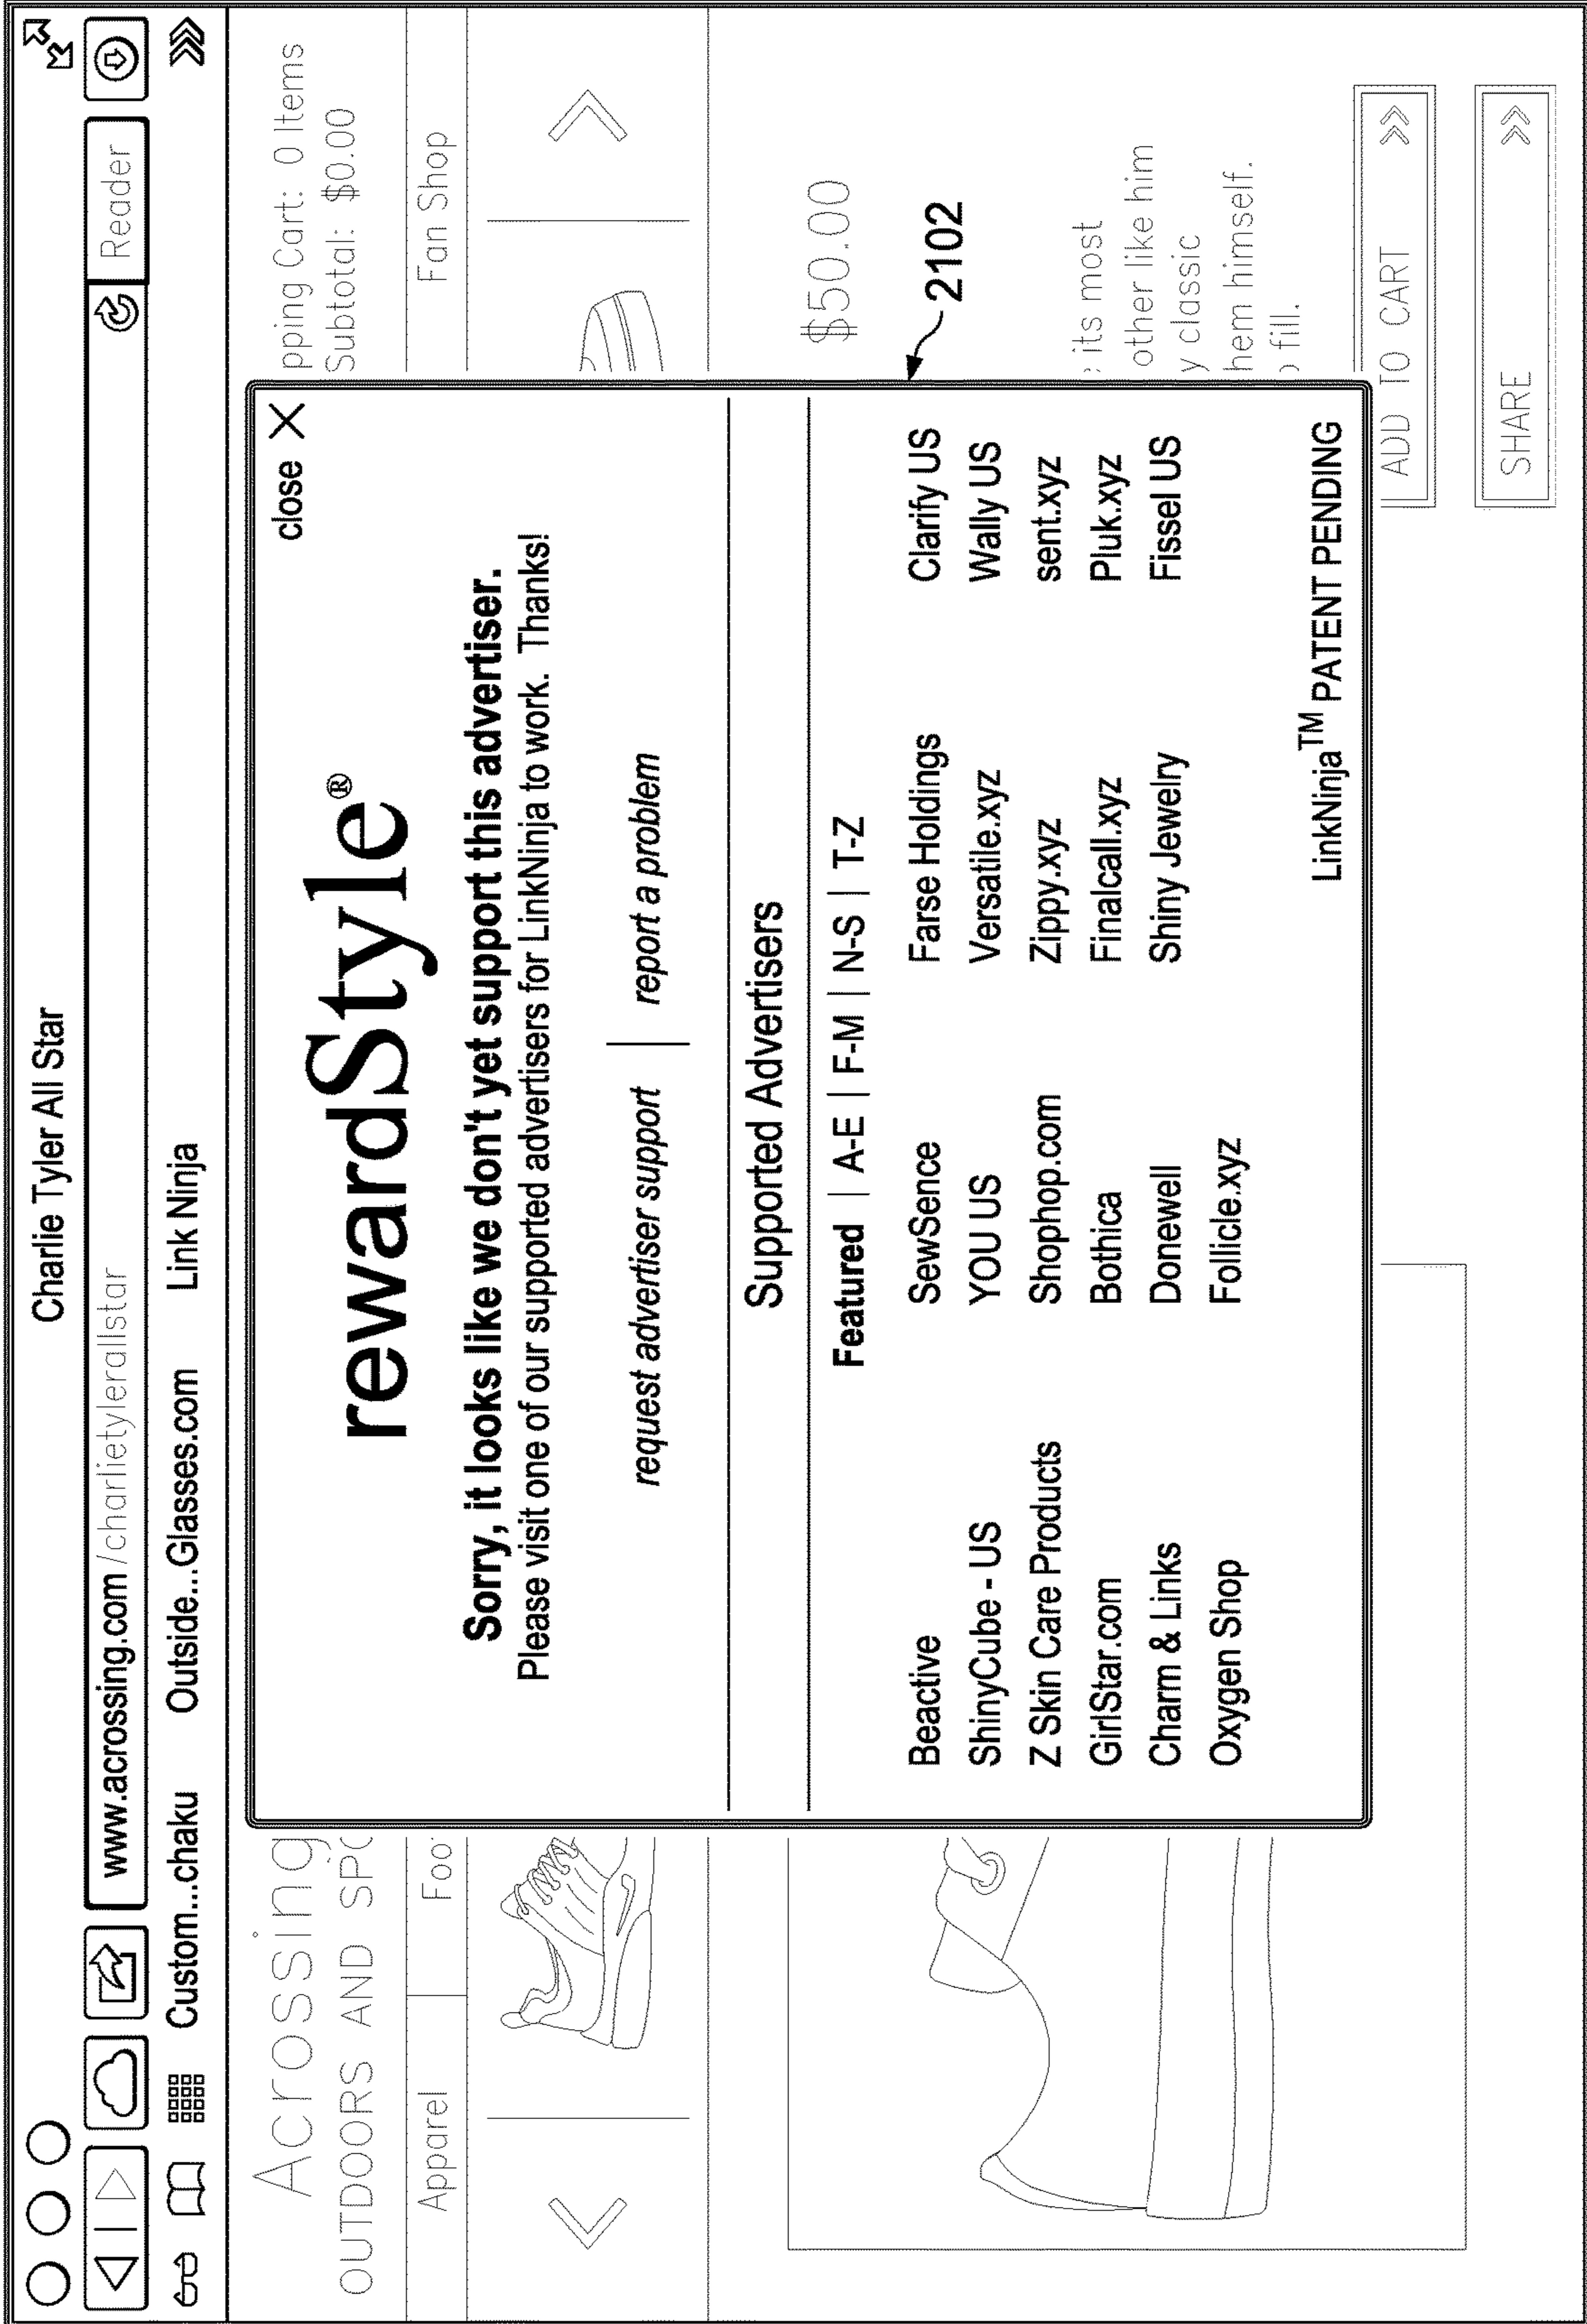 Charlie Tyler All Star
www.acrossing.com /charlietylerallstar
Reader
Custom...chaku Outside...Glasses.com Link Ninja
Acrossing
OUTDOORS AND SPO
pping Cart: 0 Items
Subtotal: $0.00
Apparel Foo Fan Shop
close X
rewardStyle®
Sorry, it looks like we don't yet support this advertiser.
Please visit one of our supported advertisers for LinkNinja to work. Thanks!
request advertiser support | report a problem
Supported Advertisers
Featured | A-E | F-M | N-S | T-Z
Beactive SewSence Farse Holdings Clarify US
ShinyCube - US YOU US Versatile.xyz Wally US
Z Skin Care Products Shophop.com Zippy.xyz sent.xyz
GirlStar.com Bothica Finalcall.xyz Pluk.xyz
Charm & Links Donewell Shiny Jewelry Fissel US
Oxygen Shop Follicle.xyz
LinkNinja™ PATENT PENDING
$50.00
2102
its most
other like him
y classic
hem himself.
fill.
ADD TO CART >>
SHARE >>